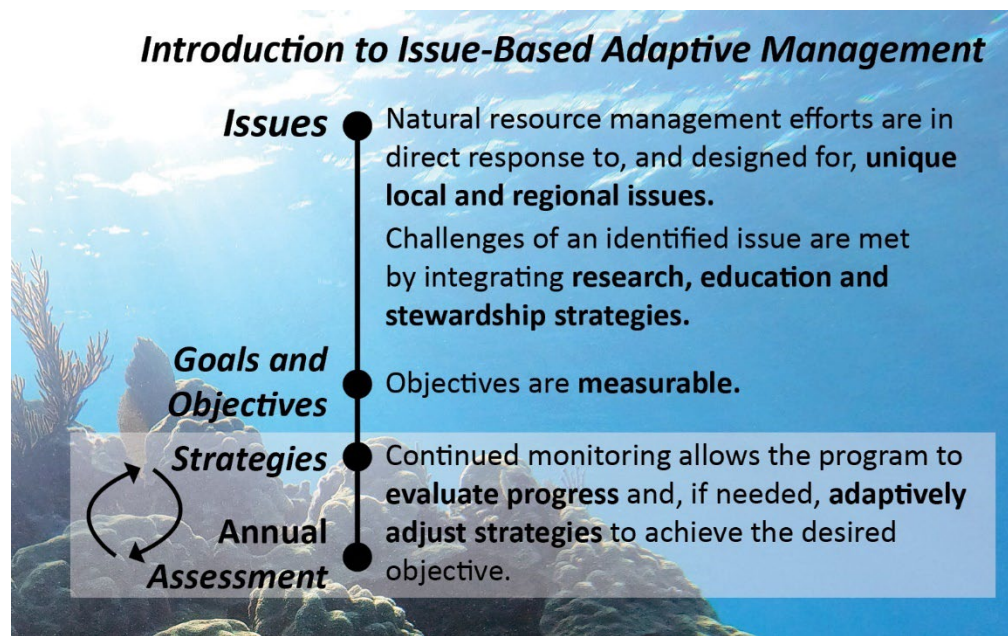 Introduction to Issue-Based Adaptive Management
Issues
Natural resource management efforts are in
direct response to, and designed for, unique
local and regional issues.
Challenges of an identified issue are met
by integrating research, education and
stewardship strategies.
Goals and
Objectives
Objectives are measurable.
Strategies
Continued monitoring allows the program to
evaluate progress and, if needed, adaptively
adjust strategies to achieve the desired
objective.
Annual
Assessment